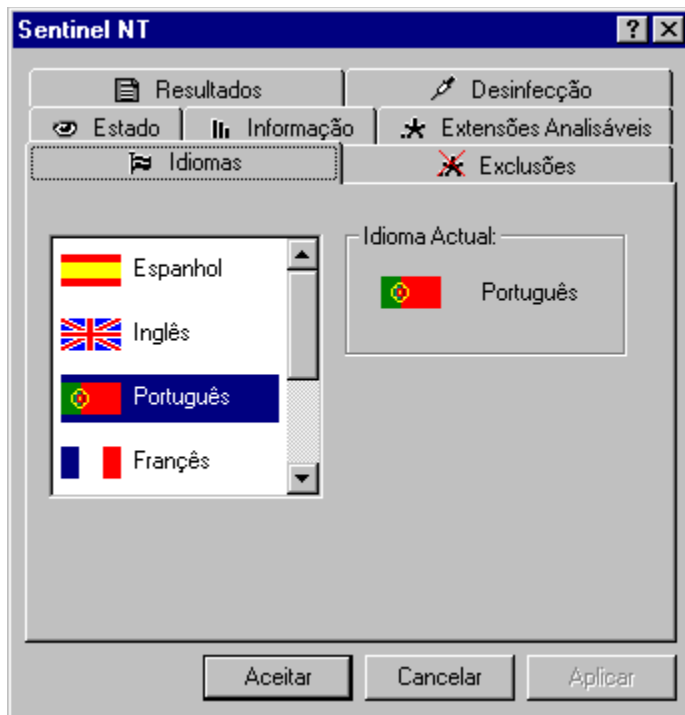 Sentinel NT
Resultados
Desinfecção
Estado
Informação
Extensões Analisáveis
Idiomas
Exclusões
Espanhol
Inglês
Português
Françês
Idioma Actual:
Português
Aceitar
Cancelar
Aplicar